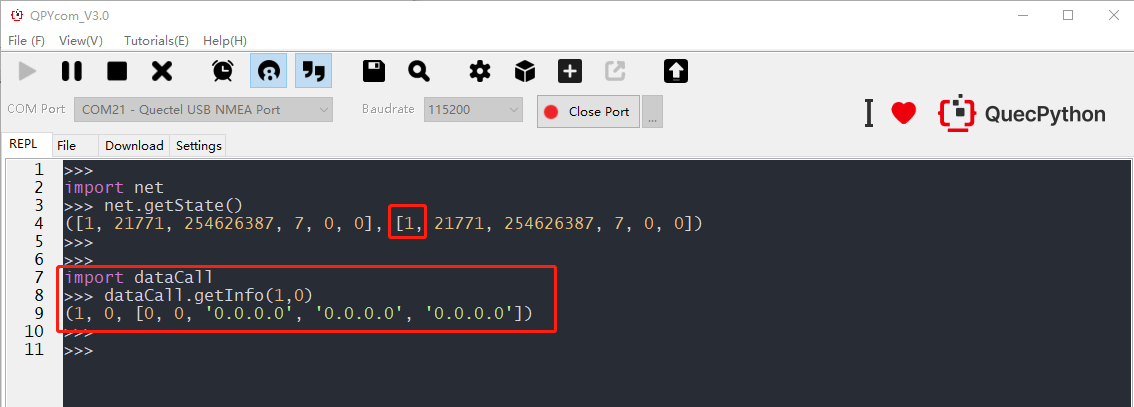 QPYcom_V3.0
File (F) View(V) Tutorials(E) Help(H)
COM Port COM21 - Quectel USB NMEA Port Baudrate 115200 Close Port ... QuecPython
REPL File Download Settings
1 >>>
2 import net
3 >>> net.getState()
4 ([1, 21771, 254626387, 7, 0, 0], [1, 21771, 254626387, 7, 0, 0])
5 >>>
6 >>>
7 import dataCall
8 >>> dataCall.getInfo(1,0)
9 (1, 0, [0, 0, '0.0.0.0', '0.0.0.0', '0.0.0.0'])
10 >>>
11 >>>